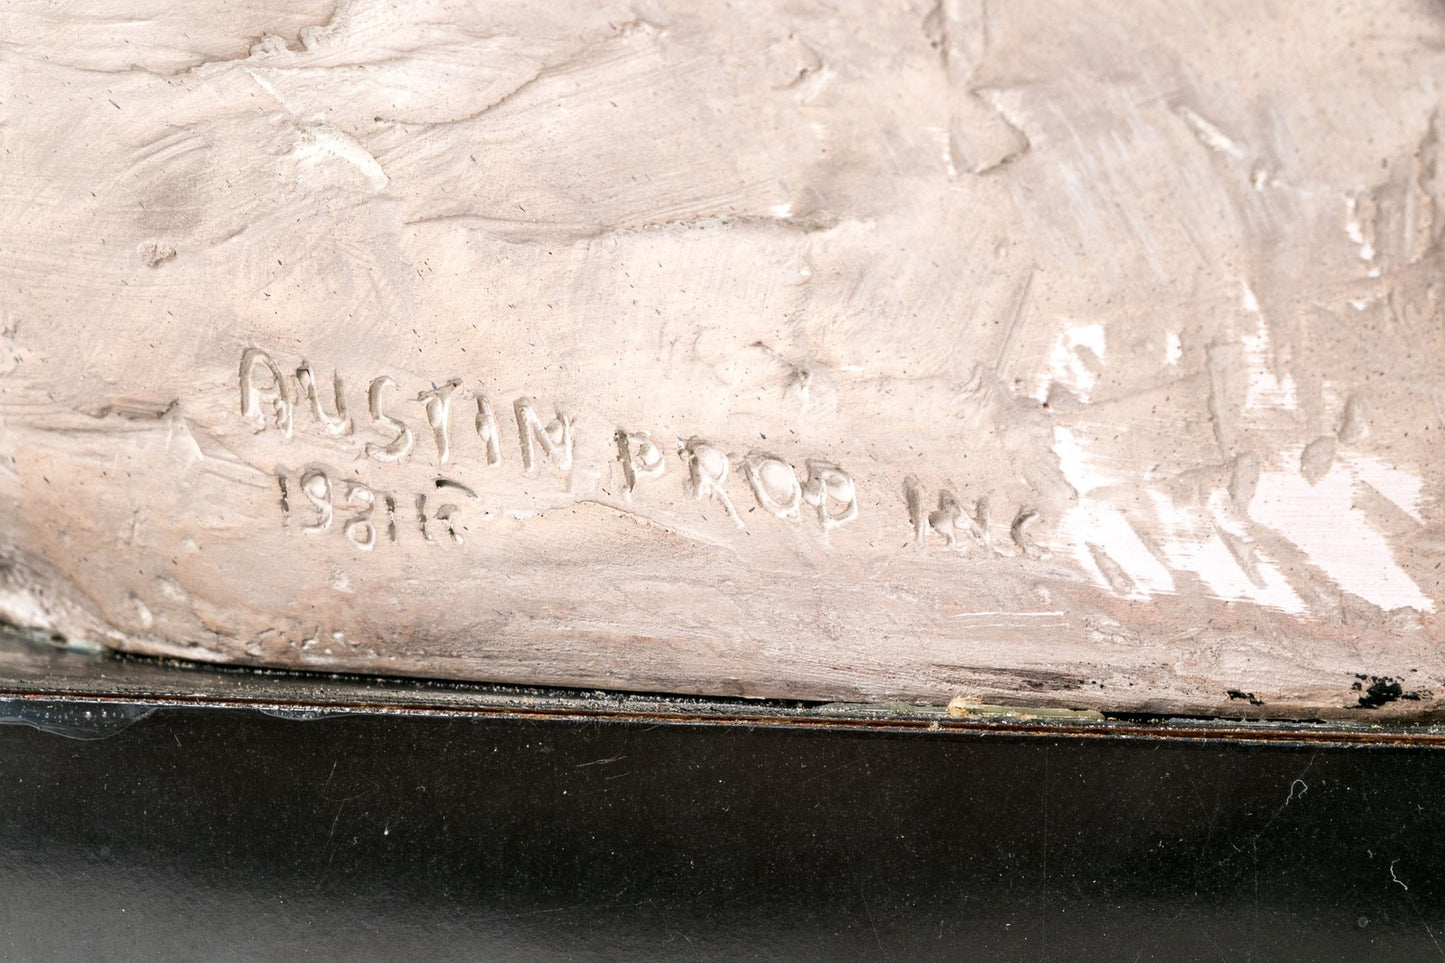 AUSTIN PROD INC
1981